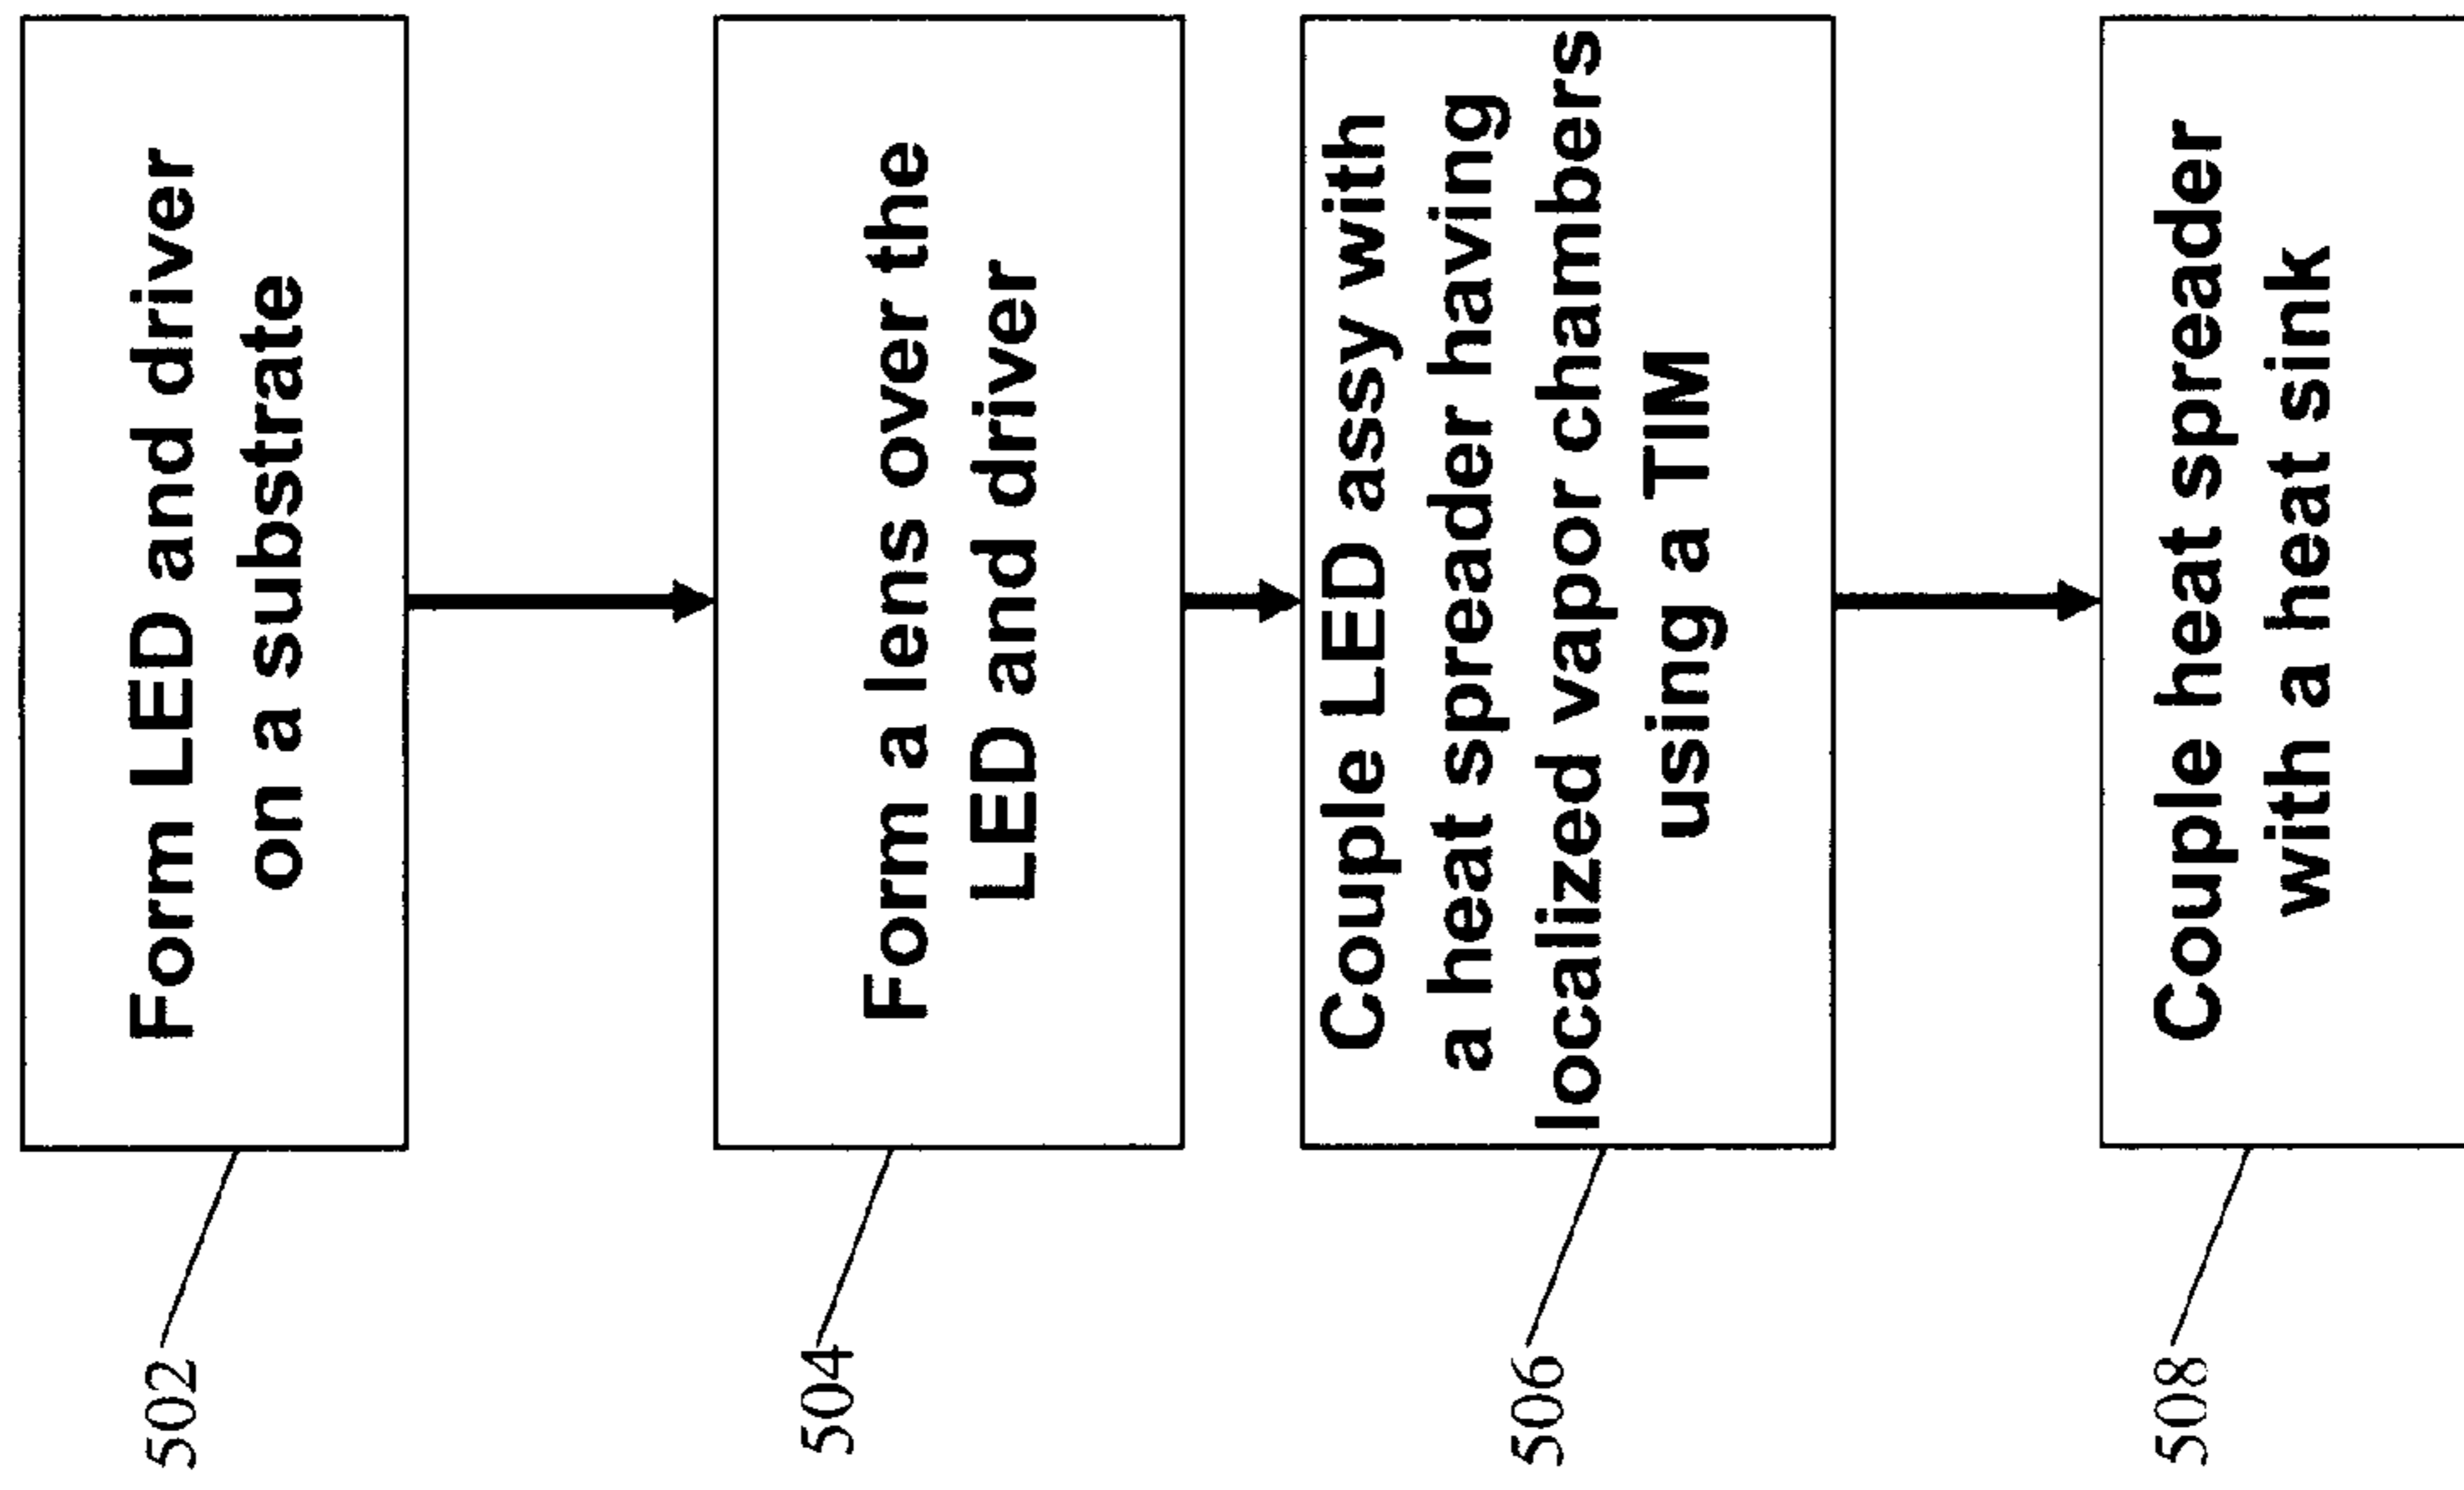 502
Form LED and driver
on a substrate
504
Form a lens over the
LED and driver
506
Couple LED assy with
a heat spreader having
localized vapor chambers
using a TIM
508
Couple heat spreader
with a heat sink